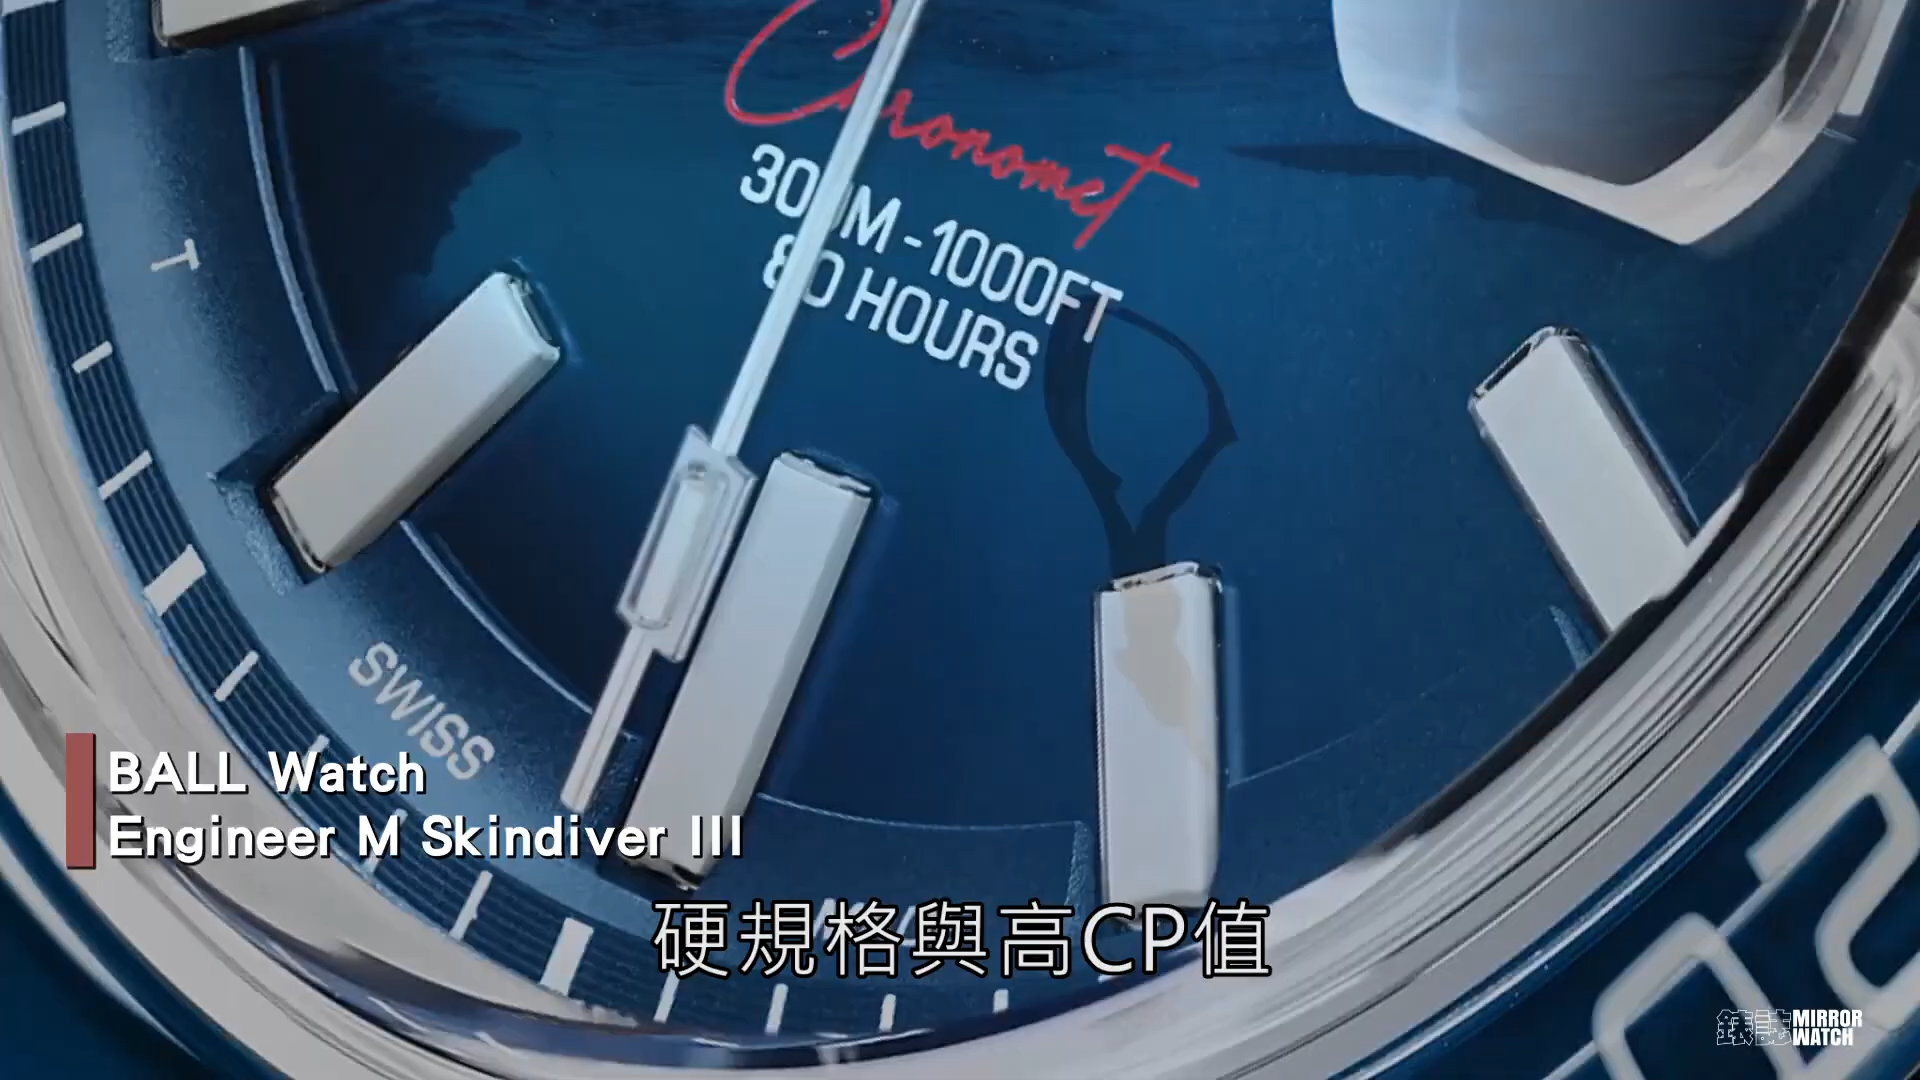 Chronomet
300M - 1000FT
80 HOURS
T
SWISS
BALL Watch
Engineer M Skindiver III
硬規格與高CP值
20
錶誌 MIRROR
WATCH